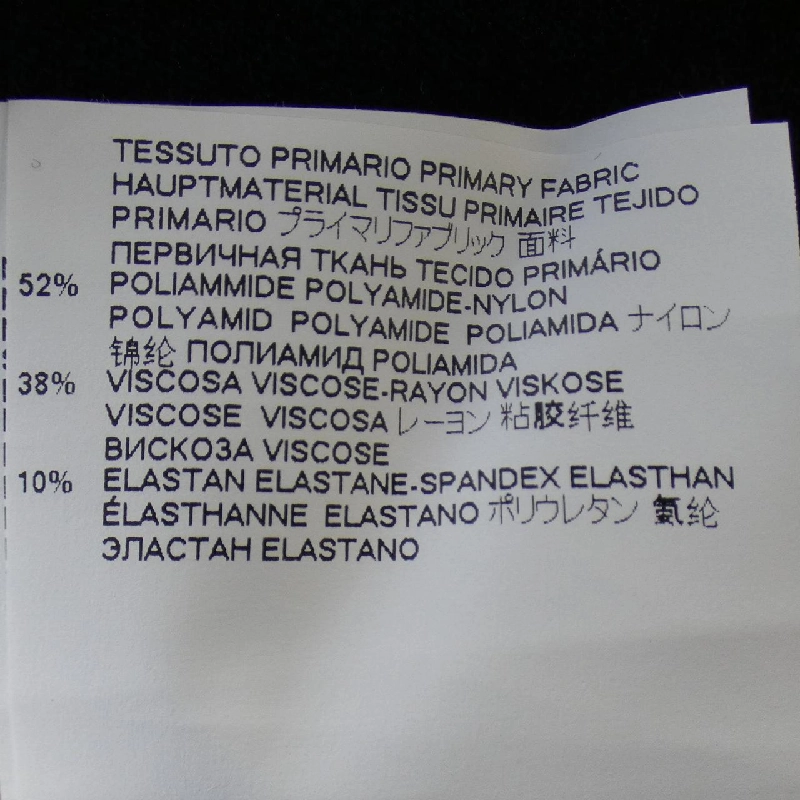 TESSUTO PRIMARIO PRIMARY FABRIC
HAUPTMATERIAL TISSU PRIMAIRE TEJIDO
PRIMARIO プライマリファブリック 面料
ПЕРВИЧНАЯ ТКАНЬ TECIDO PRIMÁRIO
52% POLIAMMIDE POLYAMIDE-NYLON
POLYAMID POLYAMIDE POLIAMIDA ナイロン
锦纶 ПОЛИАМИД POLIAMIDA
38% VISCOSA VISCOSE-RAYON VISKOSE
VISCOSE VISCOSA レーヨン 粘胶纤维
ВИСКОЗА VISCOSE
10% ELASTAN ELASTANE-SPANDEX ELASTHAN
ÉLASTHANNE ELASTANO ポリウレタン 氨纶
ЭЛАСТАН ELASTANO